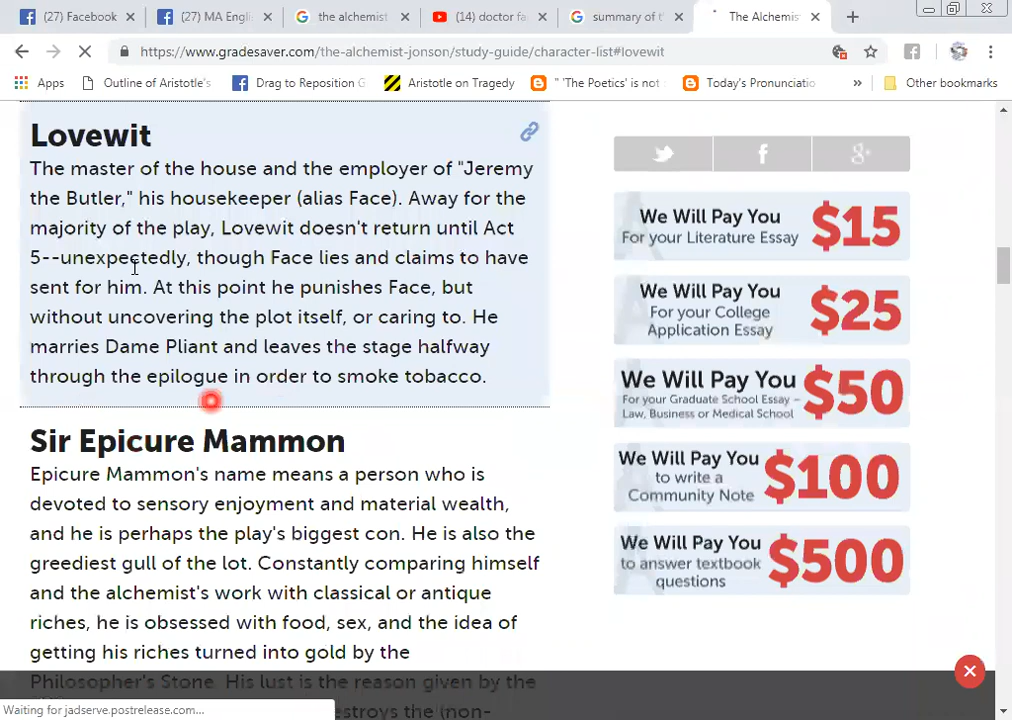 (27) Facebook
(27) MA Engli
the alchemist
(14) doctor fa
summary of t
The Alchemis
https://www.gradesaver.com/the-alchemist-jonson/study-guide/character-list#lovewit
Apps
Outline of Aristotle's
Drag to Reposition G
Aristotle on Tragedy
" 'The Poetics' is not
Today's Pronunciatio
»
Other bookmarks
Lovewit
The master of the house and the employer of "Jeremy
the Butler," his housekeeper (alias Face). Away for the
majority of the play, Lovewit doesn't return until Act
5--unexpectedly, though Face lies and claims to have
sent for him. At this point he punishes Face, but
without uncovering the plot itself, or caring to. He
marries Dame Pliant and leaves the stage halfway
through the epilogue in order to smoke tobacco.
Sir Epicure Mammon
Epicure Mammon's name means a person who is
devoted to sensory enjoyment and material wealth,
and he is perhaps the play's biggest con. He is also the
greediest gull of the lot. Constantly comparing himself
and the alchemist's work with classical or antique
riches, he is obsessed with food, sex, and the idea of
getting his riches turned into gold by the
Philosopher's Stone. His lust is the reason given by the
stroys the (non-
We Will Pay You
For your Literature Essay
$15
We Will Pay You
For your College
Application Essay
$25
We Will Pay You
For your Graduate School Essay –
Law, Business or Medical School
$50
We Will Pay You
to write a
Community Note
$100
We Will Pay You
to answer textbook
questions
$500
Waiting for jadserve.postrelease.com...